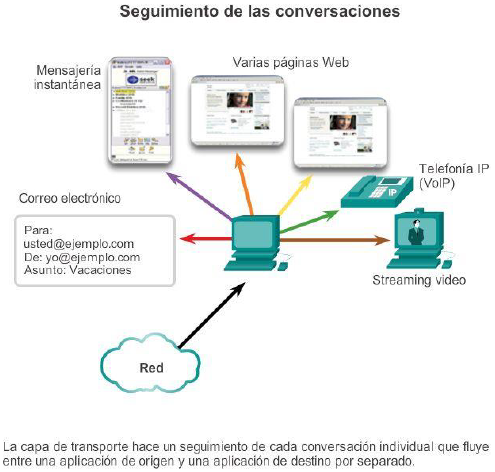 Seguimiento de las conversaciones
Mensajería
instantánea
Varias páginas Web
seek
Telefonía IP
(VoIP)
IP
Correo electrónico
Para:
usted@ejemplo.com
De: yo@ejemplo.com
Asunto: Vacaciones
Streaming video
Red
La capa de transporte hace un seguimiento de cada conversación individual que fluye
entre una aplicación de origen y una aplicación de destino por separado.